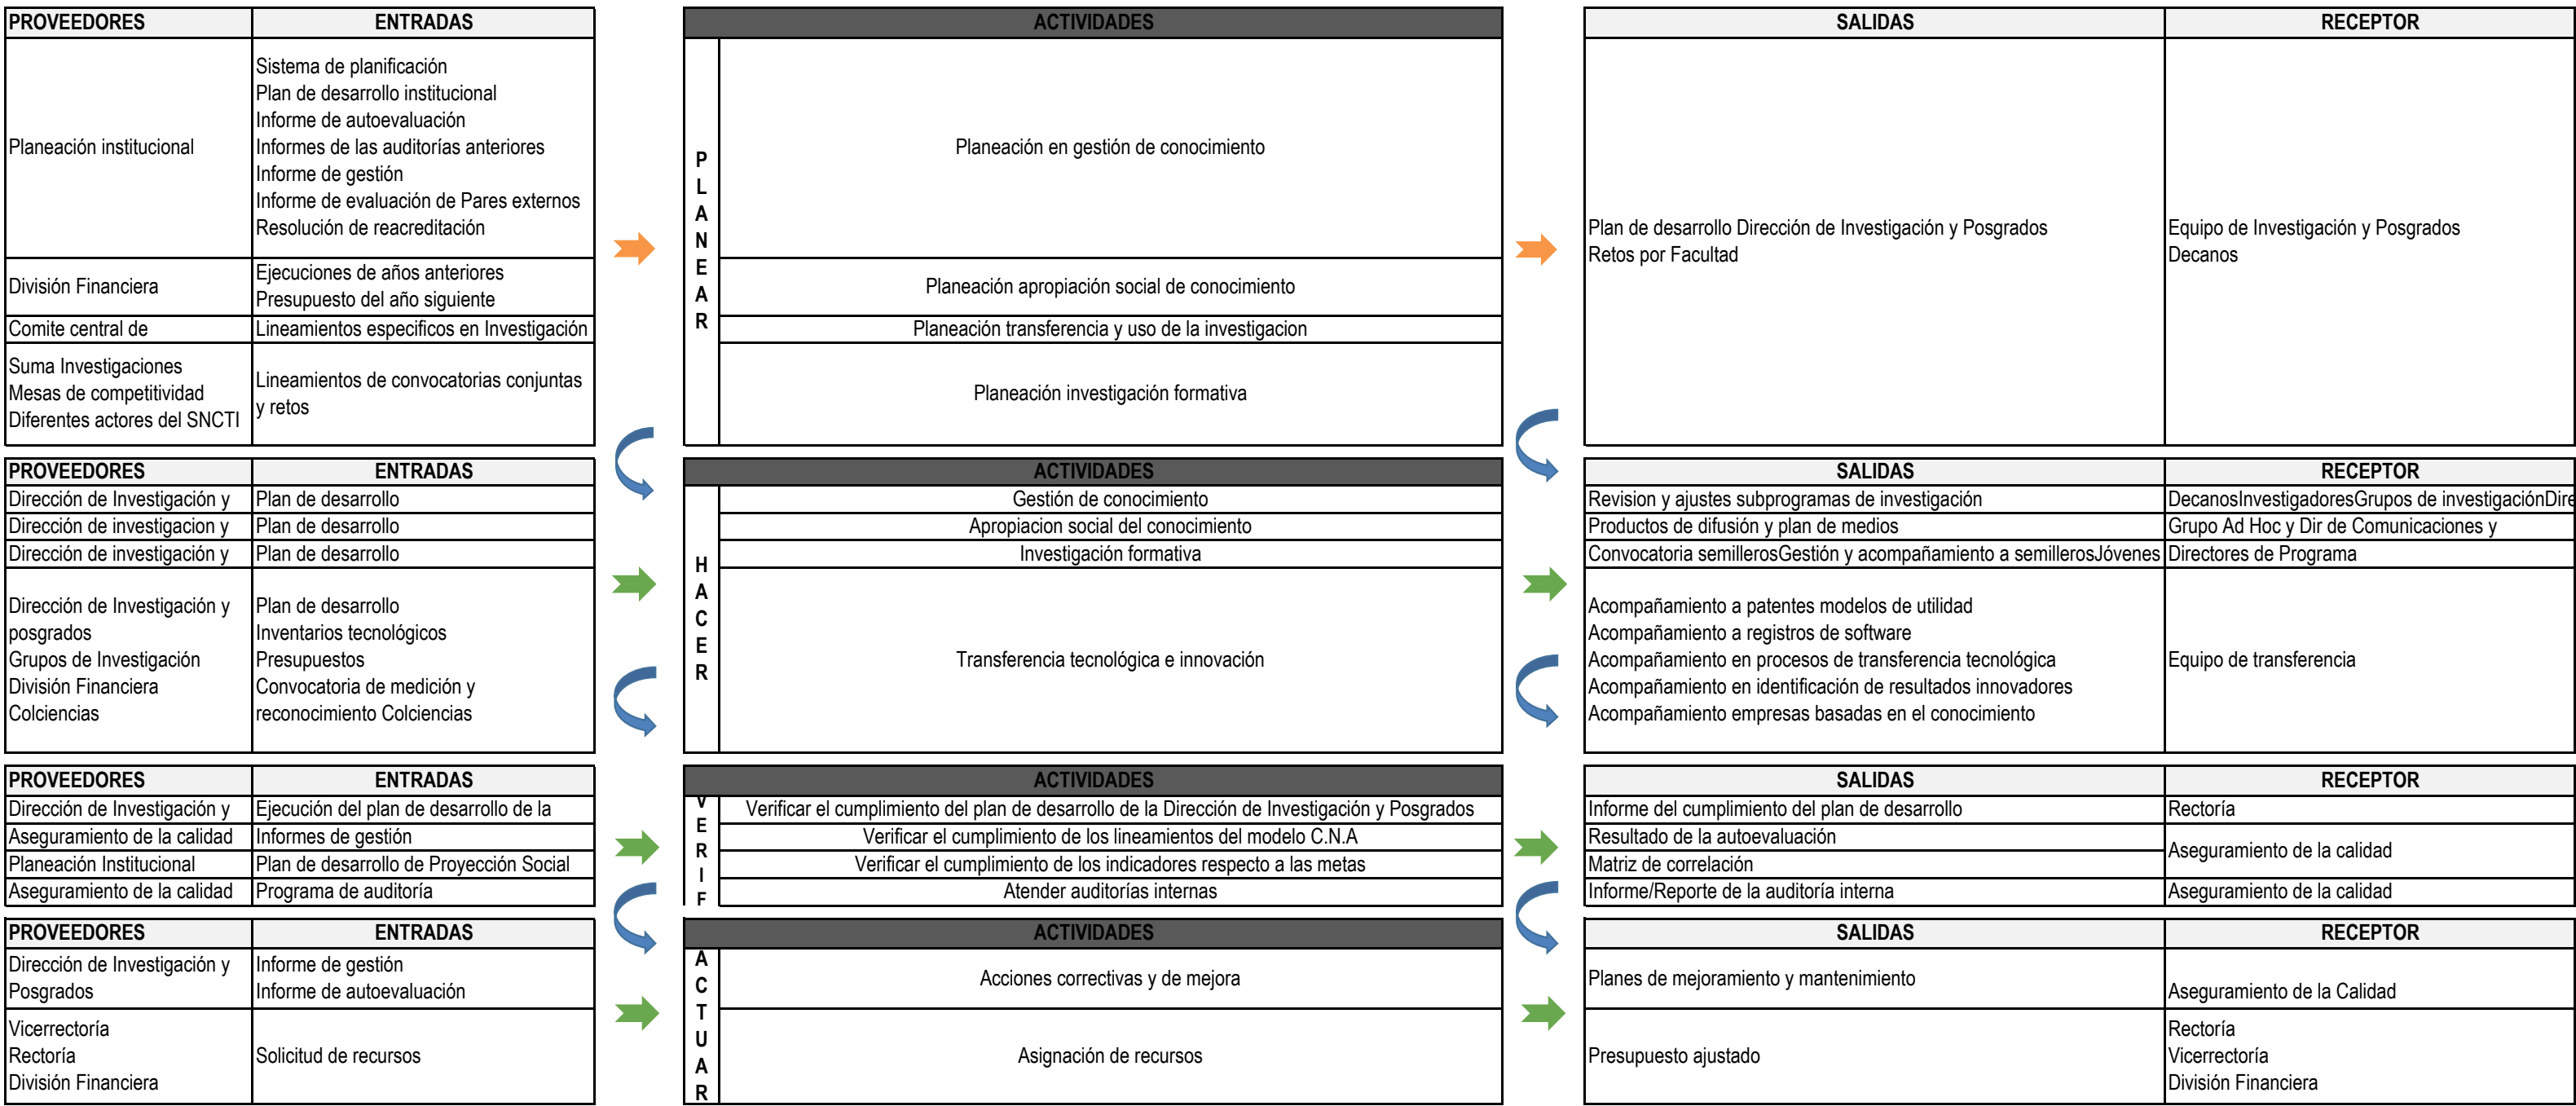 PROVEEDORES
ENTRADAS
ACTIVIDADES
SALIDAS
RECEPTOR
Planeación institucional
Sistema de planificación
Plan de desarrollo institucional
Informe de autoevaluación
Informes de las auditorías anteriores
Informe de gestión
Informe de evaluación de Pares externos
Resolución de reacreditación
División Financiera
Ejecuciones de años anteriores
Presupuesto del año siguiente
Comite central de
Lineamientos especificos en Investigación
Suma Investigaciones
Mesas de competitividad
Diferentes actores del SNCTI
Lineamientos de convocatorias conjuntas
y retos
P
L
A
N
E
A
R
Planeación en gestión de conocimiento
Planeación apropiación social de conocimiento
Planeación transferencia y uso de la investigacion
Planeación investigación formativa
Plan de desarrollo Dirección de Investigación y Posgrados
Retos por Facultad
Equipo de Investigación y Posgrados
Decanos
PROVEEDORES
ENTRADAS
ACTIVIDADES
SALIDAS
RECEPTOR
Dirección de Investigación y
Plan de desarrollo
Dirección de investigacion y
Plan de desarrollo
Dirección de investigación y
Plan de desarrollo
Dirección de Investigación y
posgrados
Grupos de Investigación
División Financiera
Colciencias
Plan de desarrollo
Inventarios tecnológicos
Presupuestos
Convocatoria de medición y
reconocimiento Colciencias
H
A
C
E
R
Gestión de conocimiento
Apropiacion social del conocimiento
Investigación formativa
Transferencia tecnológica e innovación
Revision y ajustes subprogramas de investigación
DecanosInvestigadoresGrupos de investigaciónDire
Productos de difusión y plan de medios
Grupo Ad Hoc y Dir de Comunicaciones y
Convocatoria semillerosGestión y acompañamiento a semillerosJóvenes
Directores de Programa
Acompañamiento a patentes modelos de utilidad
Acompañamiento a registros de software
Acompañamiento en procesos de transferencia tecnológica
Acompañamiento en identificación de resultados innovadores
Acompañamiento empresas basadas en el conocimiento
Equipo de transferencia
PROVEEDORES
ENTRADAS
ACTIVIDADES
SALIDAS
RECEPTOR
Dirección de Investigación y
Ejecución del plan de desarrollo de la
Aseguramiento de la calidad
Informes de gestión
Planeación Institucional
Plan de desarrollo de Proyección Social
Aseguramiento de la calidad
Programa de auditoría
V
E
R
I
F
Verificar el cumplimiento del plan de desarrollo de la Dirección de Investigación y Posgrados
Verificar el cumplimiento de los lineamientos del modelo C.N.A
Verificar el cumplimiento de los indicadores respecto a las metas
Atender auditorías internas
Informe del cumplimiento del plan de desarrollo
Rectoría
Resultado de la autoevaluación
Matriz de correlación
Aseguramiento de la calidad
Informe/Reporte de la auditoría interna
Aseguramiento de la calidad
PROVEEDORES
ENTRADAS
ACTIVIDADES
SALIDAS
RECEPTOR
Dirección de Investigación y
Posgrados
Informe de gestión
Informe de autoevaluación
Vicerrectoría
Rectoría
División Financiera
Solicitud de recursos
A
C
T
U
A
R
Acciones correctivas y de mejora
Asignación de recursos
Planes de mejoramiento y mantenimiento
Aseguramiento de la Calidad
Presupuesto ajustado
Rectoría
Vicerrectoría
División Financiera